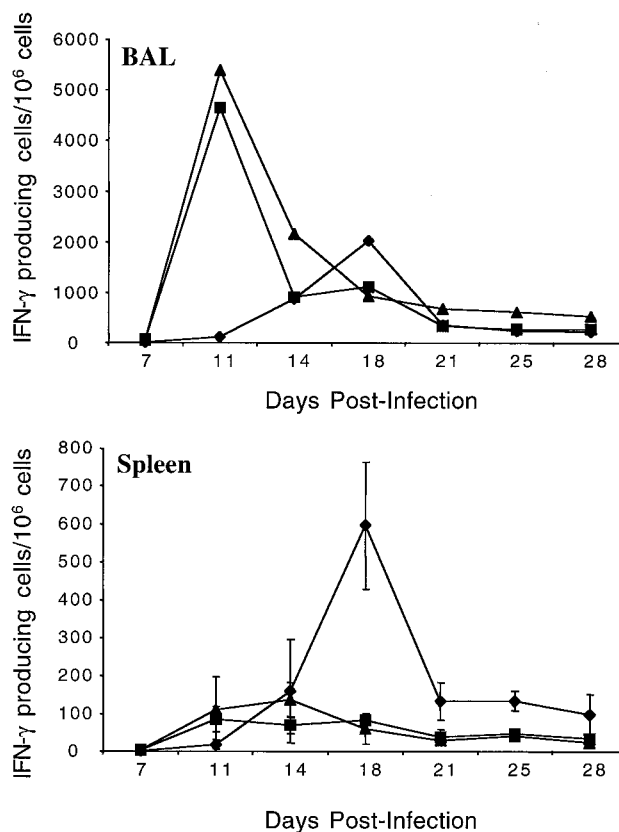 BAL
IFN-γ producing cells/10⁶ cells
6000
5000
4000
3000
2000
1000
0
7 11 14 18 21 25 28
Days Post-Infection
Spleen
IFN-γ producing cells/10⁶ cells
800
700
600
500
400
300
200
100
0
7 11 14 18 21 25 28
Days Post-Infection